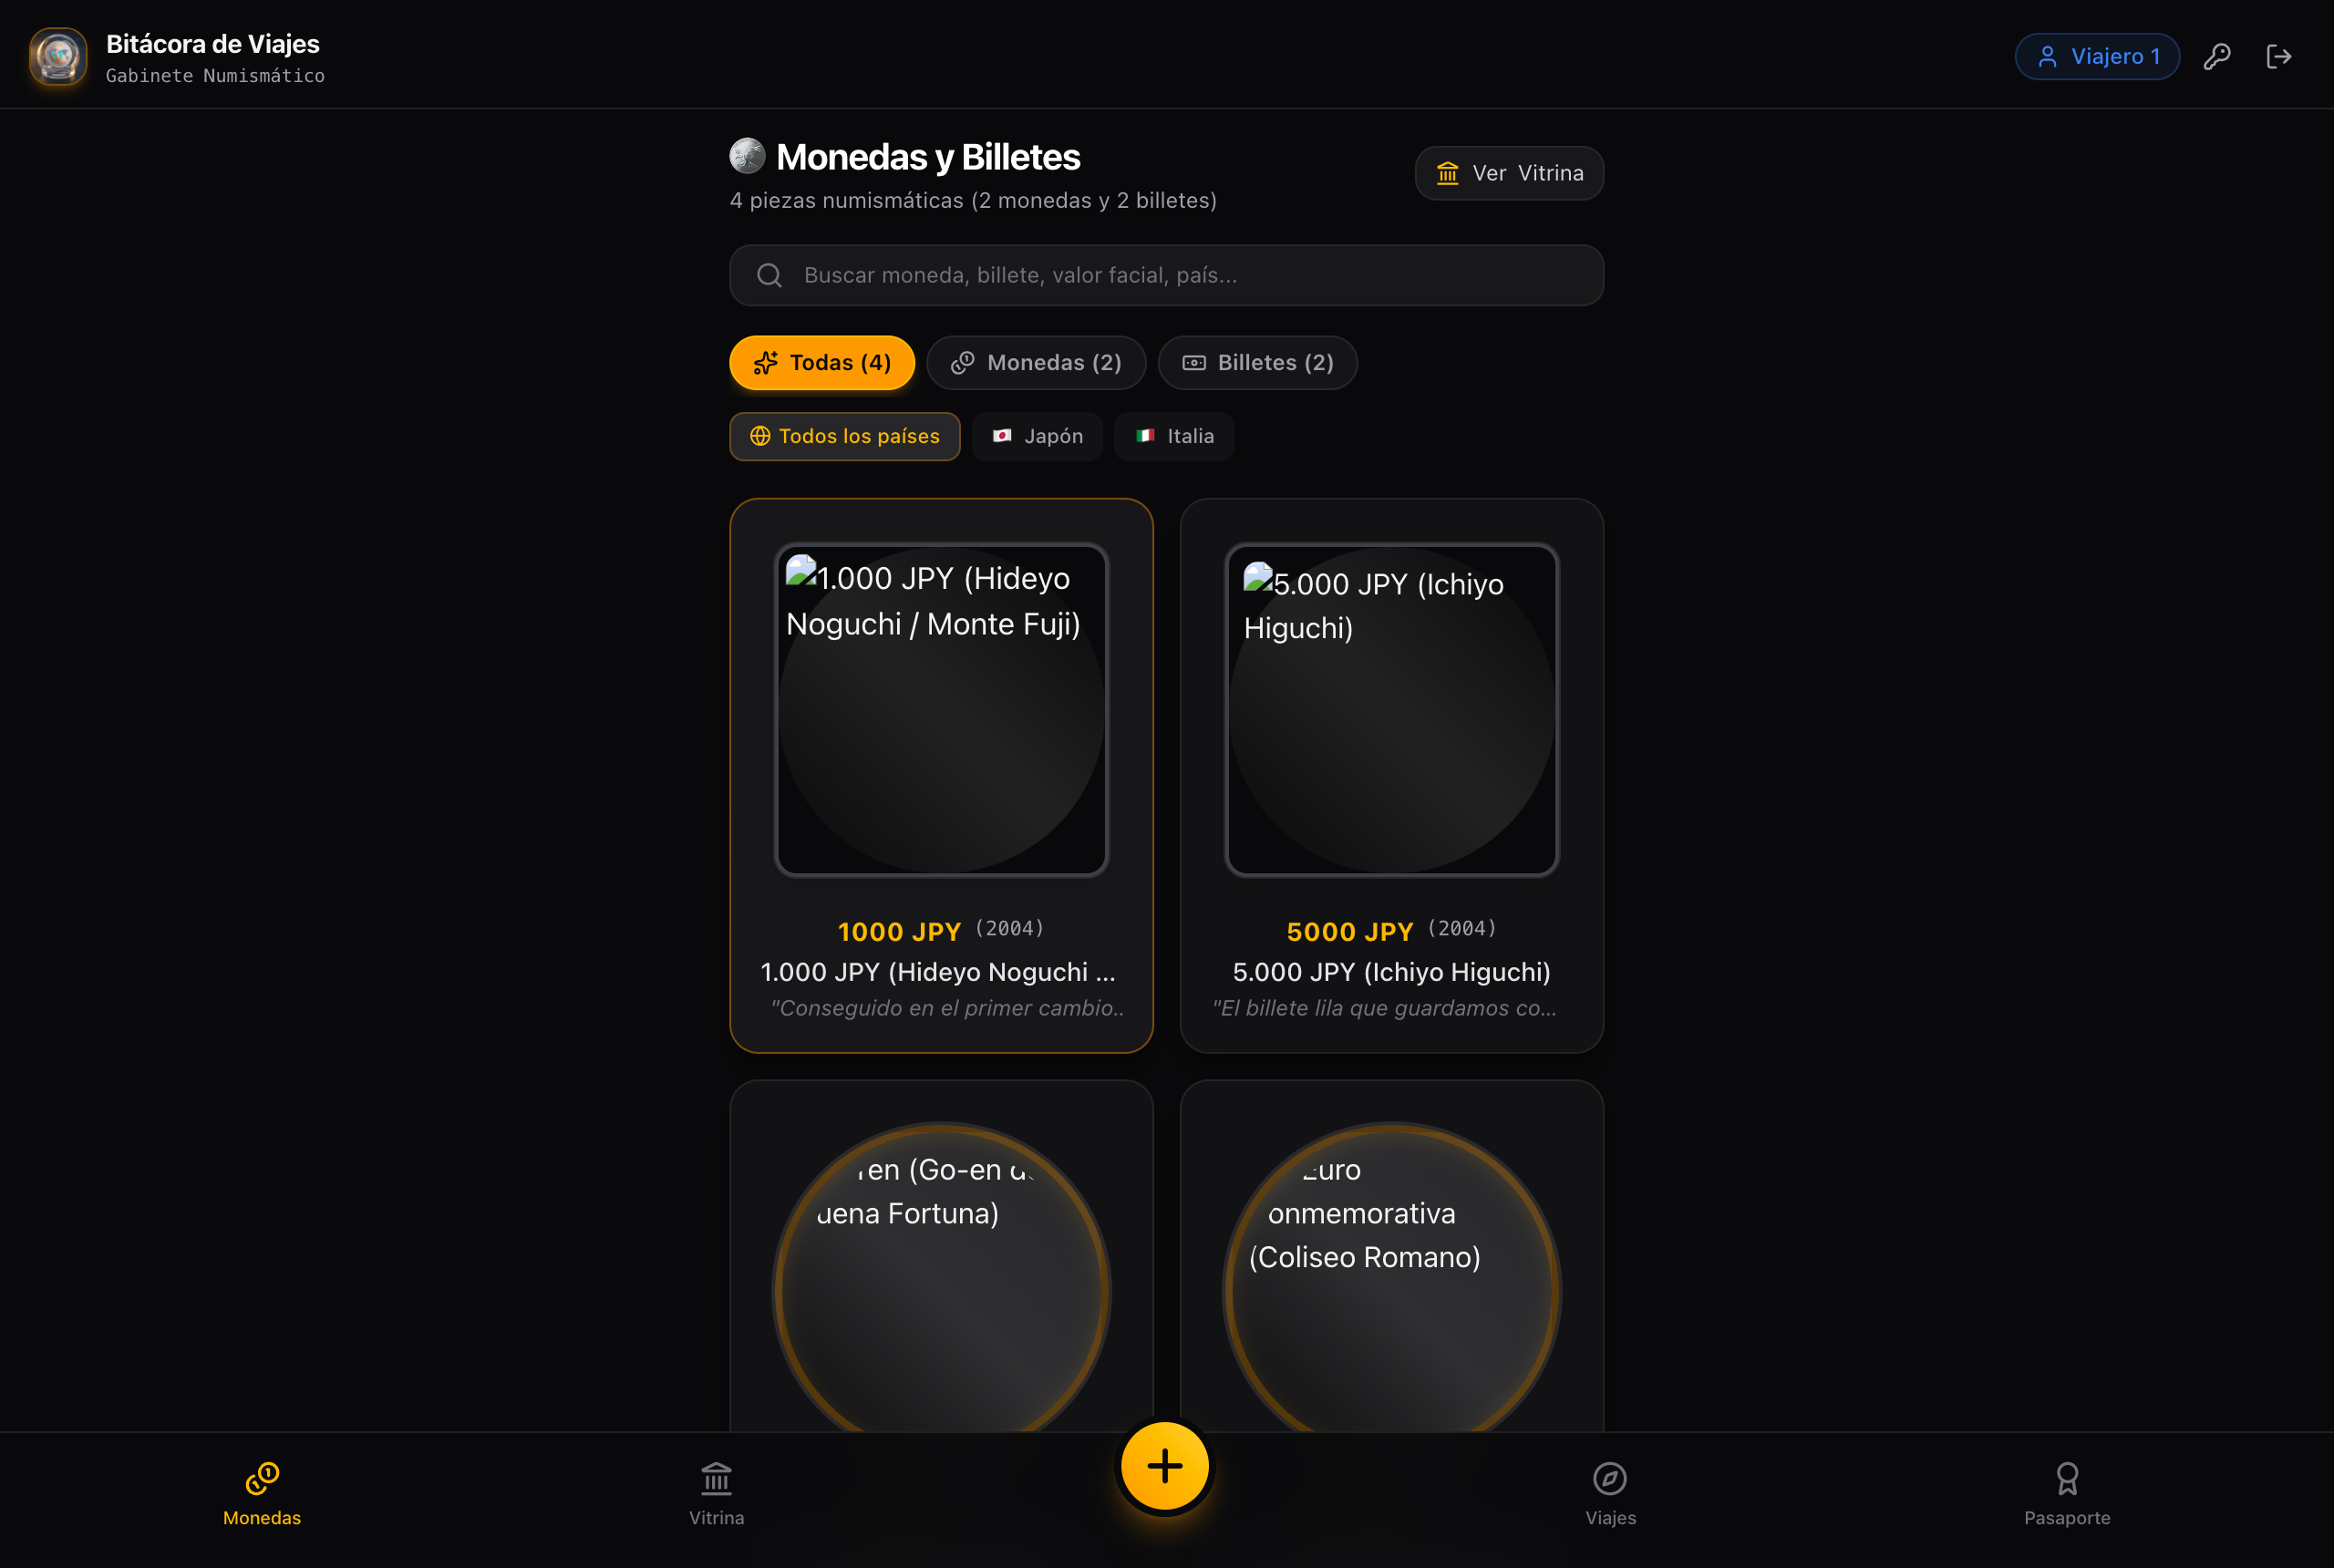 Bitácora de Viajes
Gabinete Numismático
Viajero 1
Monedas y Billetes
4 piezas numismáticas (2 monedas y 2 billetes)
Ver Vitrina
Buscar moneda, billete, valor facial, país...
Todas (4)
Monedas (2)
Billetes (2)
Todos los países
Japón
Italia
1.000 JPY (Hideyo
Noguchi / Monte Fuji)
5.000 JPY (Ichiyo
Higuchi)
1000 JPY (2004)
1.000 JPY (Hideyo Noguchi ...
"Conseguido en el primer cambio..
5000 JPY (2004)
5.000 JPY (Ichiyo Higuchi)
"El billete lila que guardamos co...
(Go-en
Fortuna)
(Coliseo Romano)
Monedas
Vitrina
Viajes
Pasaporte